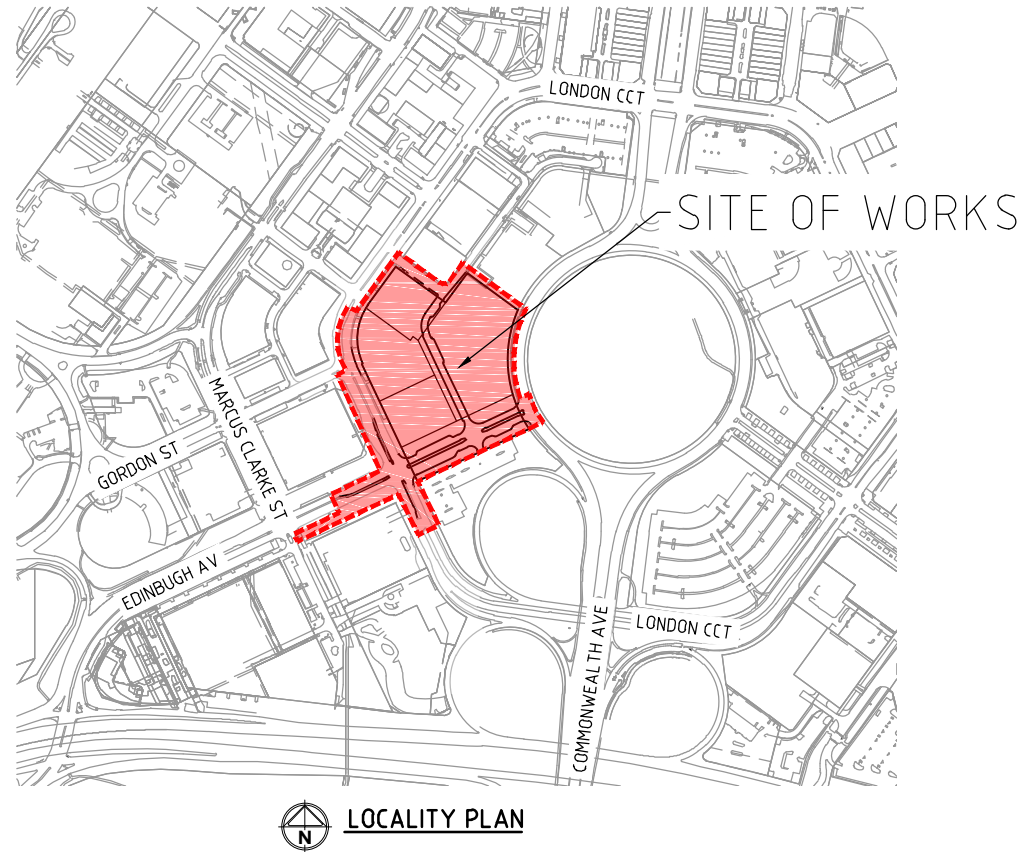 LONDON CCT
SITE OF WORKS
MARCUS CLARKE ST
GORDON ST
EDINBUGH AV
LONDON CCT
COMMONWEALTH AVE
N
LOCALITY PLAN